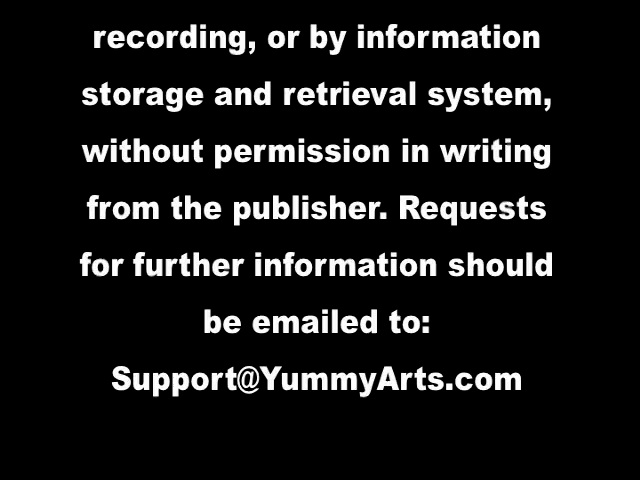 recording, or by information
storage and retrieval system,
without permission in writing
from the publisher. Requests
for further information should
be emailed to:
Support@YummyArts.com